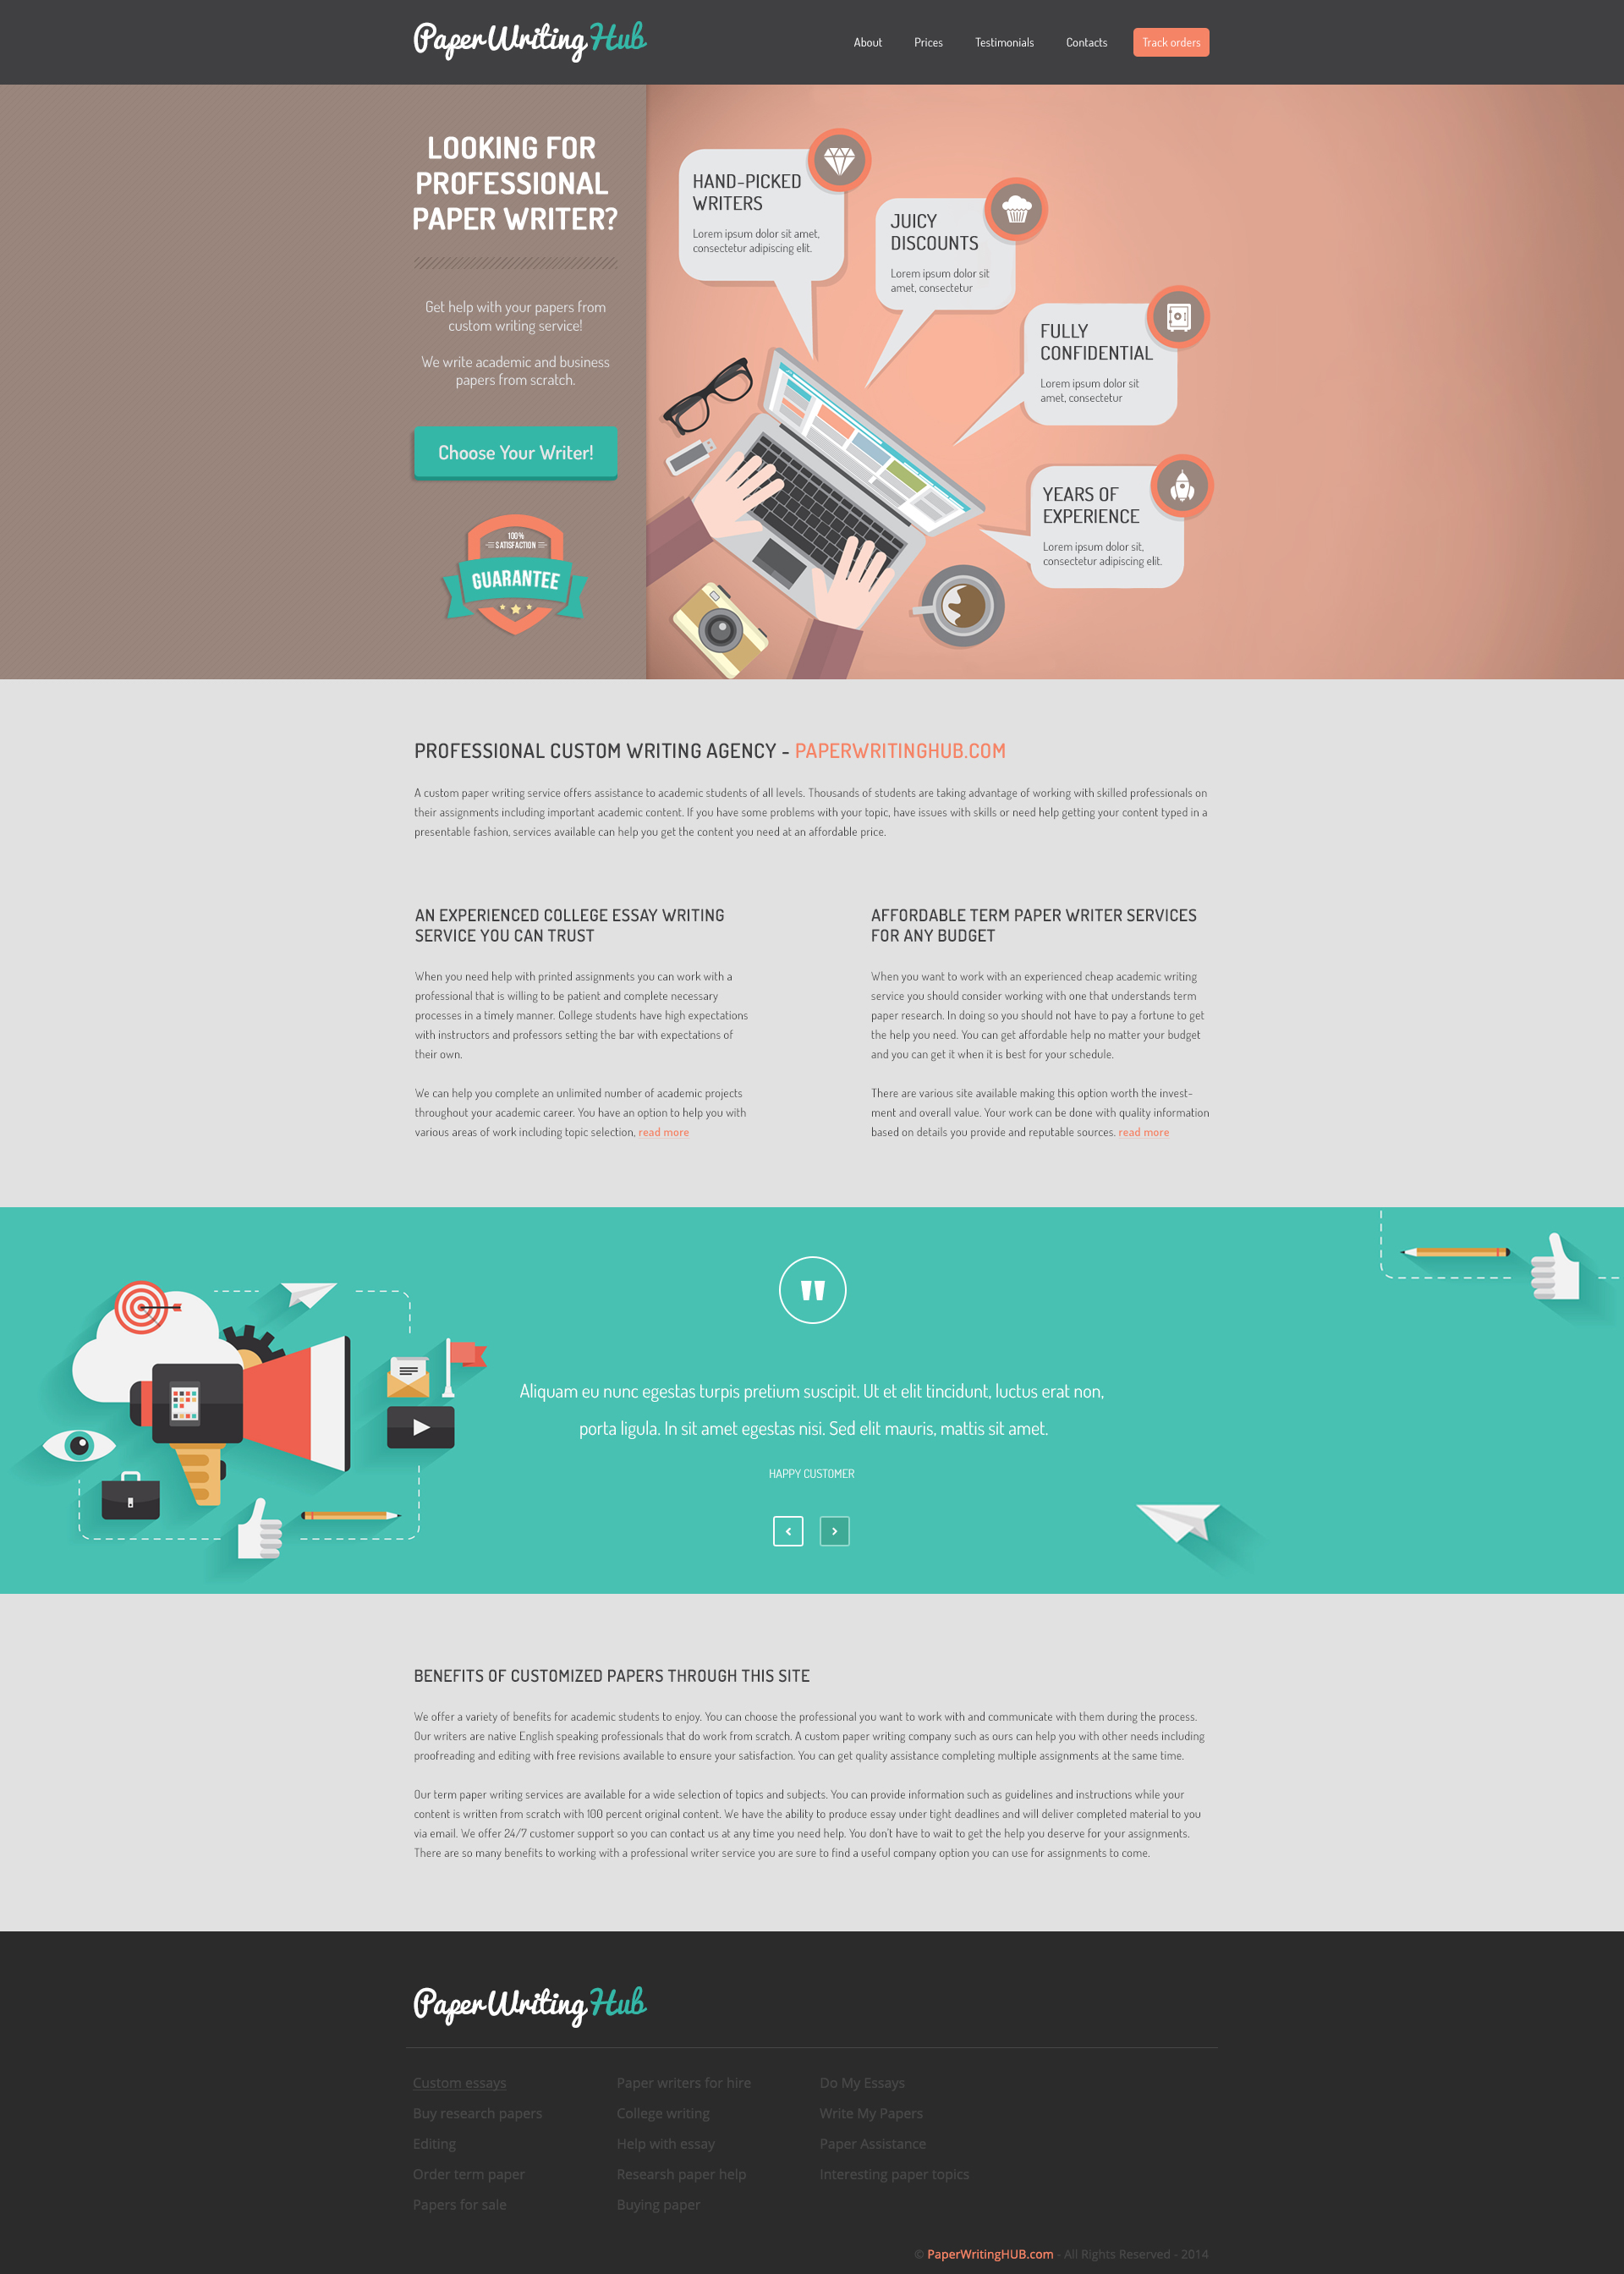 PaperWritingHub
About Prices Testimonials Contacts Track orders
LOOKING FOR
PROFESSIONAL
PAPER WRITER?
Get help with your papers from
custom writing service!
We write academic and business
papers from scratch.
Choose Your Writer!
100%
SATISFACTION
GUARANTEE
HAND-PICKED
WRITERS
Lorem ipsum dolor sit amet,
consectetur adipiscing elit.
JUICY
DISCOUNTS
Lorem ipsum dolor sit
amet, consectetur
FULLY
CONFIDENTIAL
Lorem ipsum dolor sit
amet, consectetur
YEARS OF
EXPERIENCE
Lorem ipsum dolor sit,
consectetur adipiscing elit.
PROFESSIONAL CUSTOM WRITING AGENCY - PAPERWRITINGHUB.COM
A custom paper writing service offers assistance to academic students of all levels. Thousands of students are taking advantage of working with skilled professionals on
their assignments including important academic content. If you have some problems with your topic, have issues with skills or need help getting your content typed in a
presentable fashion, services available can help you get the content you need at an affordable price.
AN EXPERIENCED COLLEGE ESSAY WRITING
SERVICE YOU CAN TRUST
When you need help with printed assignments you can work with a
professional that is willing to be patient and complete necessary
processes in a timely manner. College students have high expectations
with instructors and professors setting the bar with expectations of
their own.
We can help you complete an unlimited number of academic projects
throughout your academic career. You have an option to help you with
various areas of work including topic selection, read more
AFFORDABLE TERM PAPER WRITER SERVICES
FOR ANY BUDGET
When you want to work with an experienced cheap academic writing
service you should consider working with one that understands term
paper research. In doing so you should not have to pay a fortune to get
the help you need. You can get affordable help no matter your budget
and you can get it when it is best for your schedule.
There are various site available making this option worth the invest-
ment and overall value. Your work can be done with quality information
based on details you provide and reputable sources. read more
"
Aliquam eu nunc egestas turpis pretium suscipit. Ut et elit tincidunt, luctus erat non,
porta ligula. In sit amet egestas nisi. Sed elit mauris, mattis sit amet.
HAPPY CUSTOMER
BENEFITS OF CUSTOMIZED PAPERS THROUGH THIS SITE
We offer a variety of benefits for academic students to enjoy. You can choose the professional you want to work with and communicate with them during the process.
Our writers are native English speaking professionals that do work from scratch. A custom paper writing company such as ours can help you with other needs including
proofreading and editing with free revisions available to ensure your satisfaction. You can get quality assistance completing multiple assignments at the same time.
Our term paper writing services are available for a wide selection of topics and subjects. You can provide information such as guidelines and instructions while your
content is written from scratch with 100 percent original content. We have the ability to produce essay under tight deadlines and will deliver completed material to you
via email. We offer 24/7 customer support so you can contact us at any time you need help. You don't have to wait to get the help you deserve for your assignments.
There are so many benefits to working with a professional writer service you are sure to find a useful company option you can use for assignments to come.
PaperWritingHub
Custom essays
Buy research papers
Editing
Order term paper
Papers for sale
Paper writers for hire
College writing
Help with essay
Researsh paper help
Buying paper
Do My Essays
Write My Papers
Paper Assistance
Interesting paper topics
© PaperWritingHUB.com - All Rights Reserved - 2014